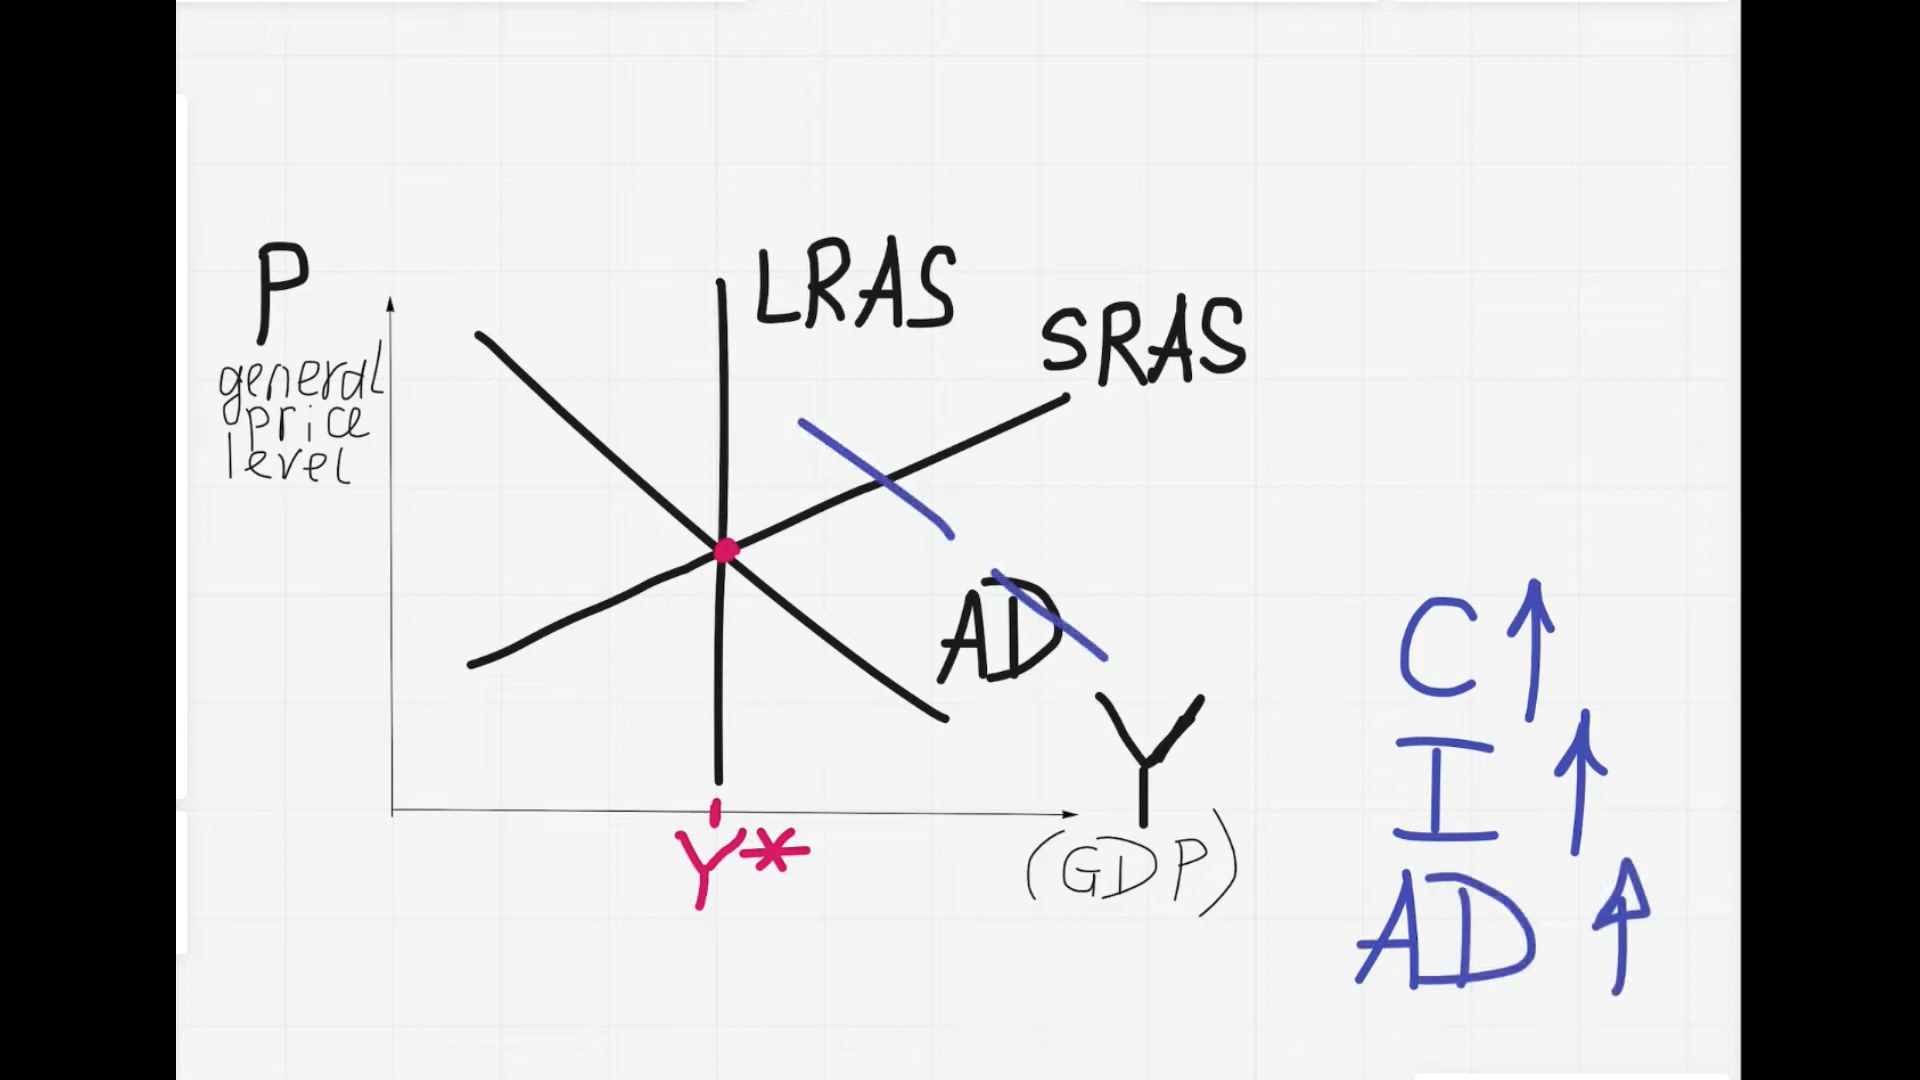 P
general
price
level
LRAS
SRAS
AD
Y
(GDP)
Y*
C ↑
I ↑
AD ↑